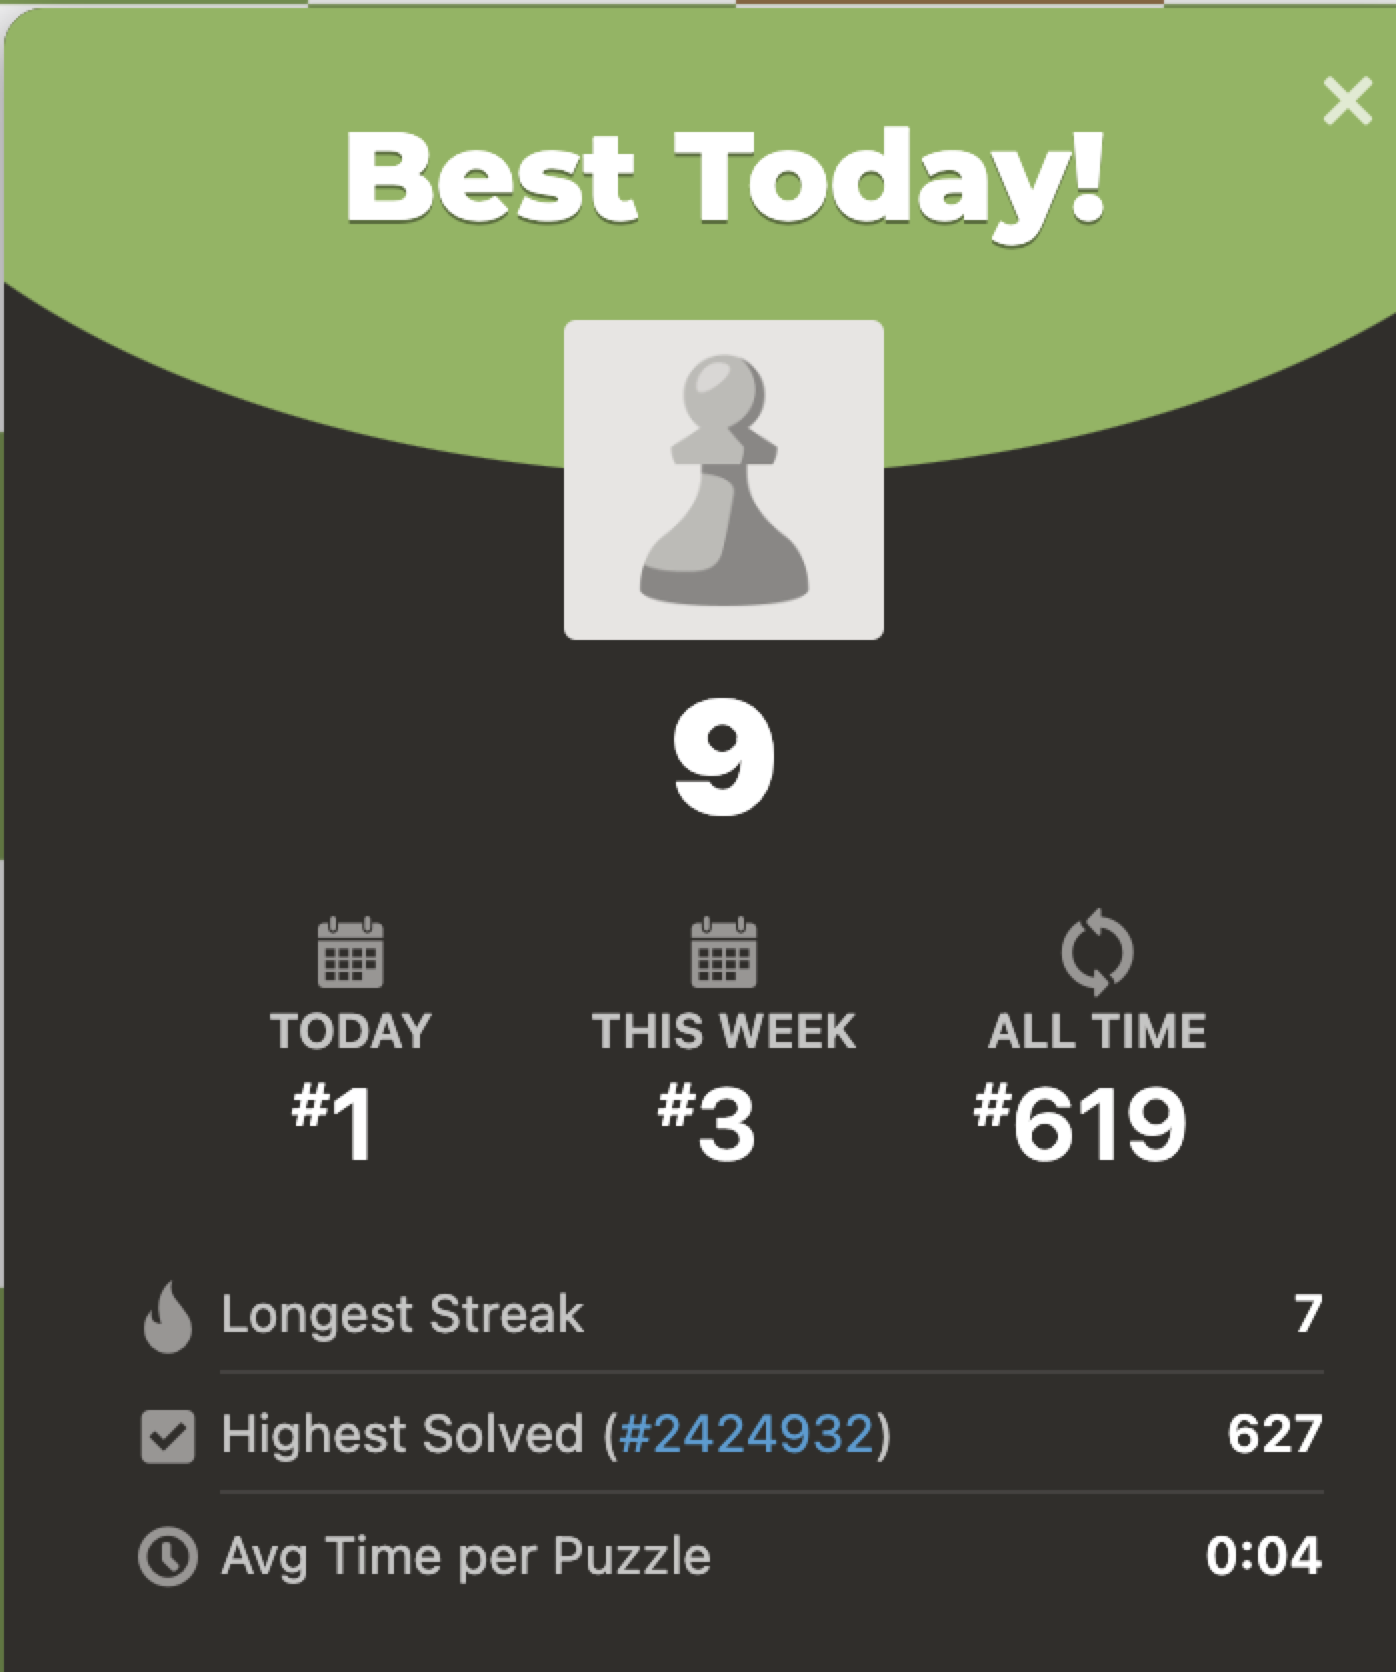 Best Today!
9
TODAY THIS WEEK ALL TIME
#1 #3 #619
Longest Streak 7
Highest Solved (#2424932) 627
Avg Time per Puzzle 0:04